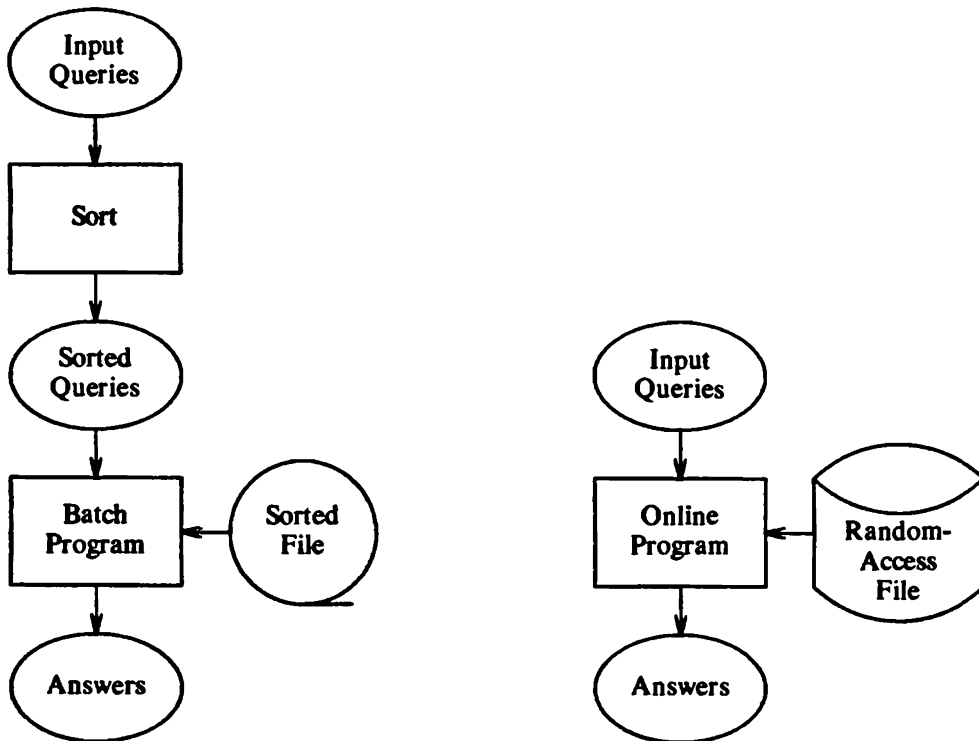 Input
Queries
Sort
Sorted
Queries
Batch
Program
Sorted
File
Answers
Input
Queries
Online
Program
Random-
Access
File
Answers